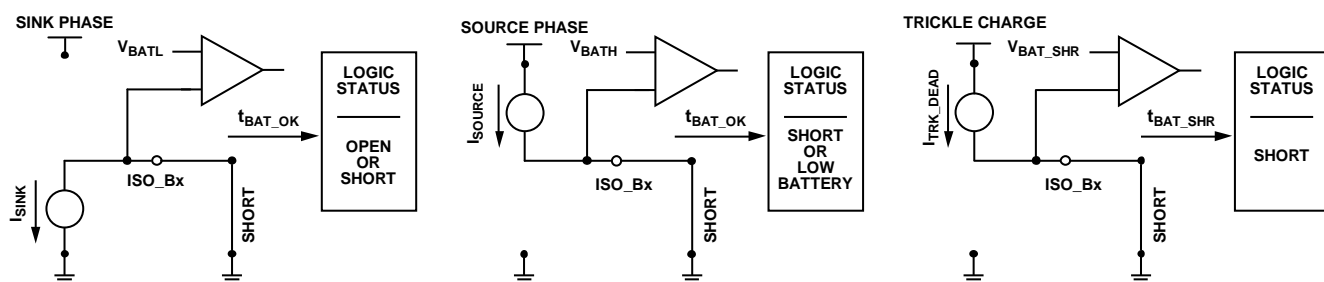 SINK PHASE
VBATL
LOGIC
STATUS
tBAT_OK
OPEN
OR
SHORT
ISO_Bx
ISINK
SHORT
SOURCE PHASE
VBATH
LOGIC
STATUS
ISOURCE
tBAT_OK
SHORT
OR
LOW
BATTERY
ISO_Bx
SHORT
TRICKLE CHARGE
VBAT_SHR
LOGIC
STATUS
ITRK_DEAD
tBAT_SHR
SHORT
ISO_Bx
SHORT